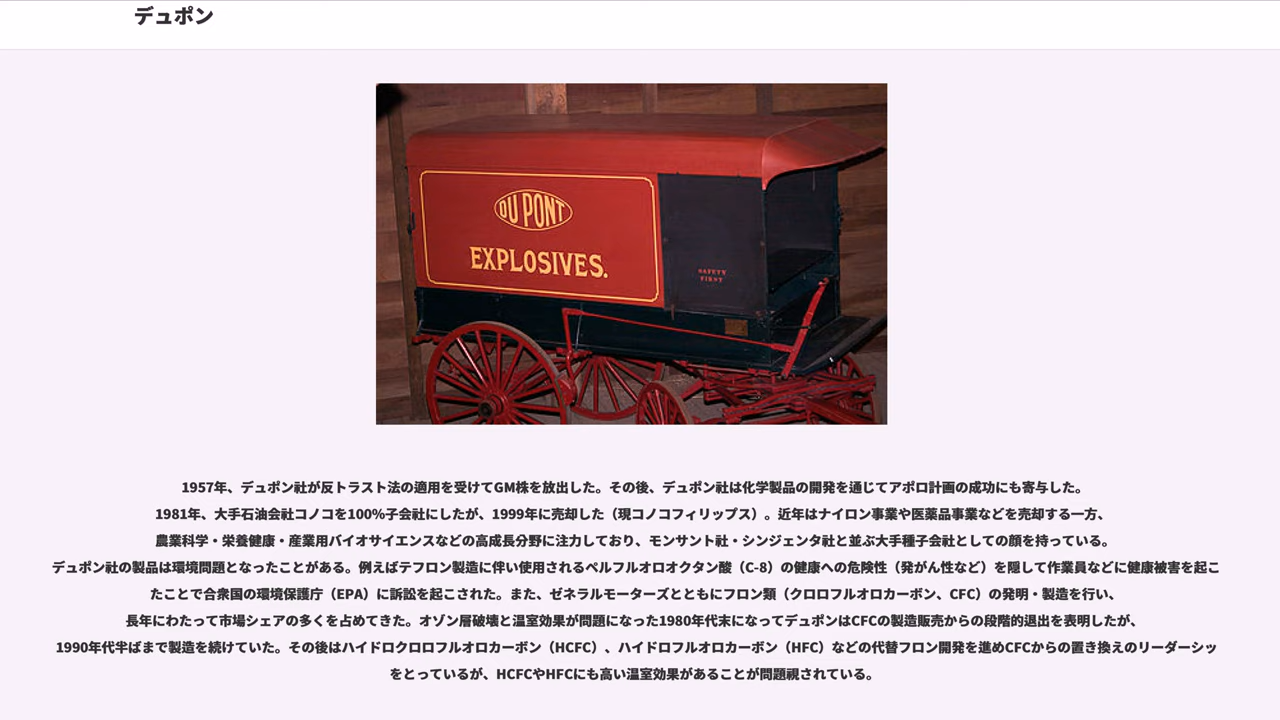 デュポン
DU PONT
EXPLOSIVES.
SAFETY
FIRST
1957年、デュポン社が反トラスト法の適用を受けてGM株を放出した。その後、デュポン社は化学製品の開発を通じてアポロ計画の成功にも寄与した。
1981年、大手石油会社コノコを100%子会社にしたが、1999年に売却した（現コノコフィリップス）。近年はナイロン事業や医薬品事業などを売却する一方、
農業科学・栄養健康・産業用バイオサイエンスなどの高成長分野に注力しており、モンサント社・シンジェンタ社と並ぶ大手種子会社としての顔を持っている。
デュポン社の製品は環境問題となったことがある。例えばテフロン製造に伴い使用されるペルフルオロオクタン酸（C-8）の健康への危険性（発がん性など）を隠して作業員などに健康被害を起こ
たことで合衆国の環境保護庁（EPA）に訴訟を起こされた。また、ゼネラルモーターズとともにフロン類（クロロフルオロカーボン、CFC）の発明・製造を行い、
長年にわたって市場シェアの多くを占めてきた。オゾン層破壊と温室効果が問題になった1980年代末になってデュポンはCFCの製造販売からの段階的退出を表明したが、
1990年代半ばまで製造を続けていた。その後はハイドロクロロフルオロカーボン（HCFC）、ハイドロフルオロカーボン（HFC）などの代替フロン開発を進めCFCからの置き換えのリーダーシッ
をとっているが、HCFCやHFCにも高い温室効果があることが問題視されている。